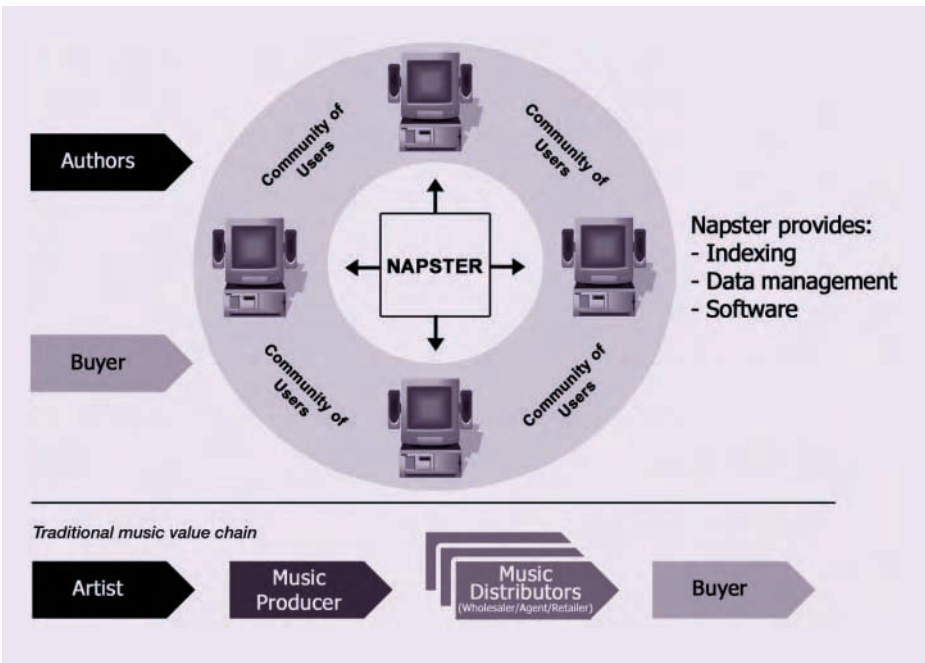 Authors
Community of
Users
Community of
Users
NAPSTER
Napster provides:
- Indexing
- Data management
- Software
Buyer
Community of
Users
Community of
Users
Traditional music value chain
Artist
Music
Producer
Music
Distributors
(Wholesaler/Agent/Retailer)
Buyer